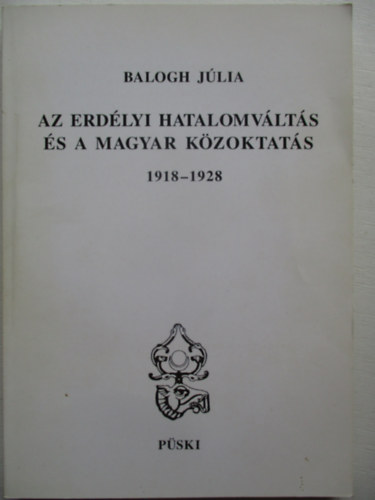 BALOGH JÚLIA
AZ ERDÉLYI HATALOMVÁLTÁS
ÉS A MAGYAR KÖZOKTATÁS
1918–1928
PÜSKI